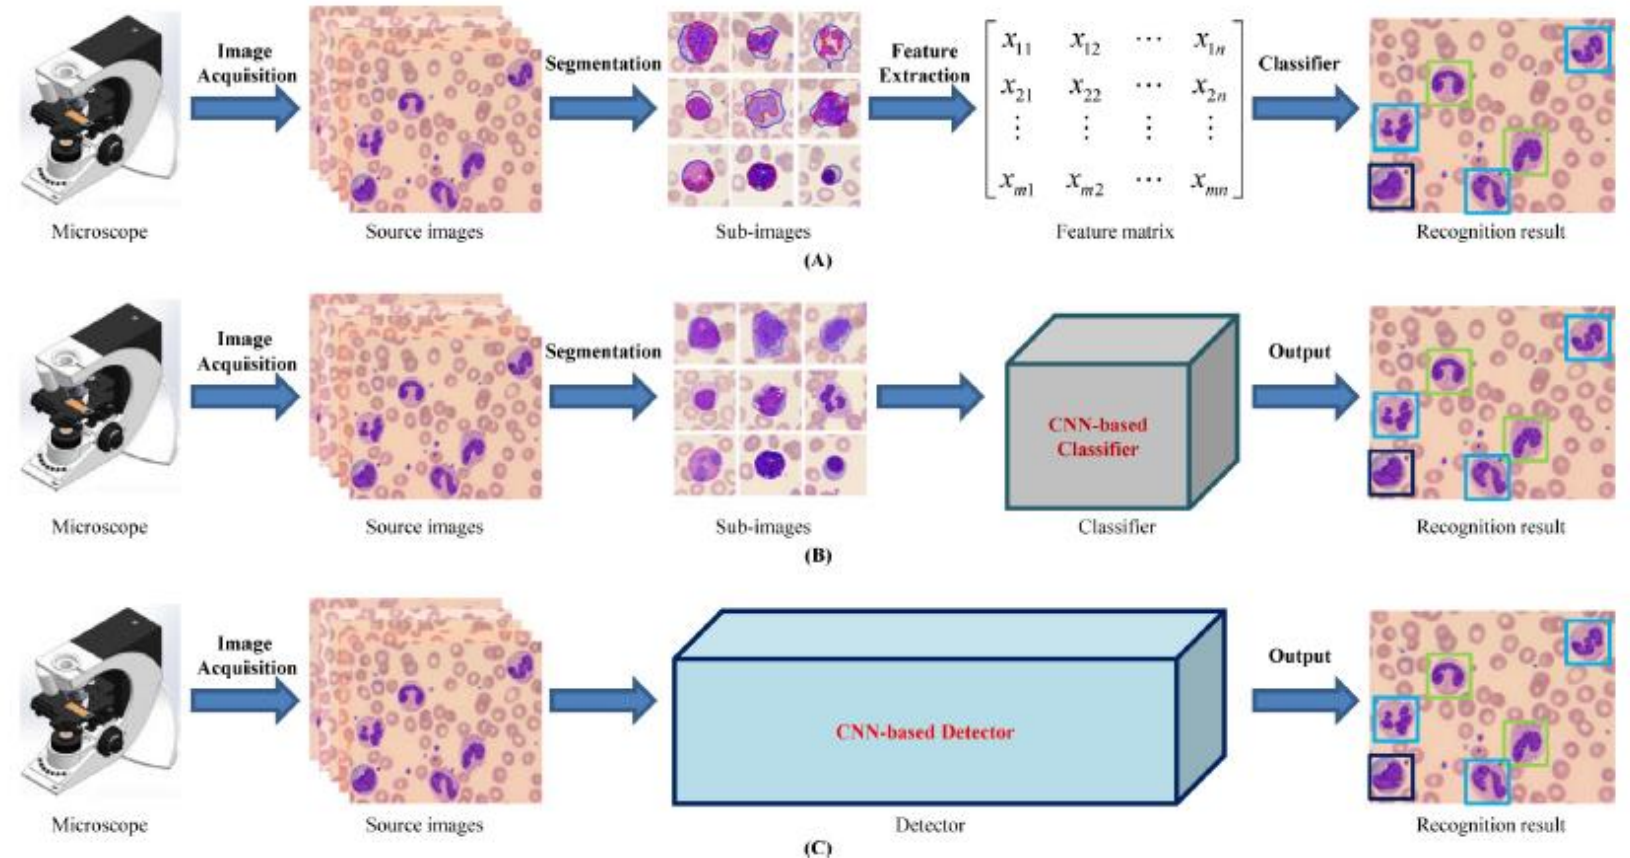 Image
Acquisition
Segmentation
Feature
Extraction
Classifier
x11 x12 ⋯ x1n
x21 x22 ⋯ x2n
⋮ ⋮ ⋮ ⋮
xm1 xm2 ⋯ xmn
Microscope
Source images
Sub-images
Feature matrix
Recognition result
(A)
Image
Acquisition
Segmentation
CNN-based
Classifier
Output
Microscope
Source images
Sub-images
Classifier
Recognition result
(B)
Image
Acquisition
CNN-based Detector
Output
Microscope
Source images
Detector
Recognition result
(C)